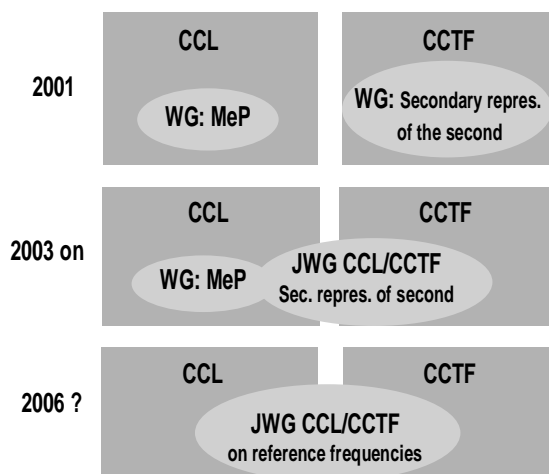 CCL CCTF
2001
WG: MeP
WG: Secondary repres.
of the second
CCL CCTF
2003 on
WG: MeP
JWG CCL/CCTF
Sec. repres. of second
CCL CCTF
2006 ?
JWG CCL/CCTF
on reference frequencies